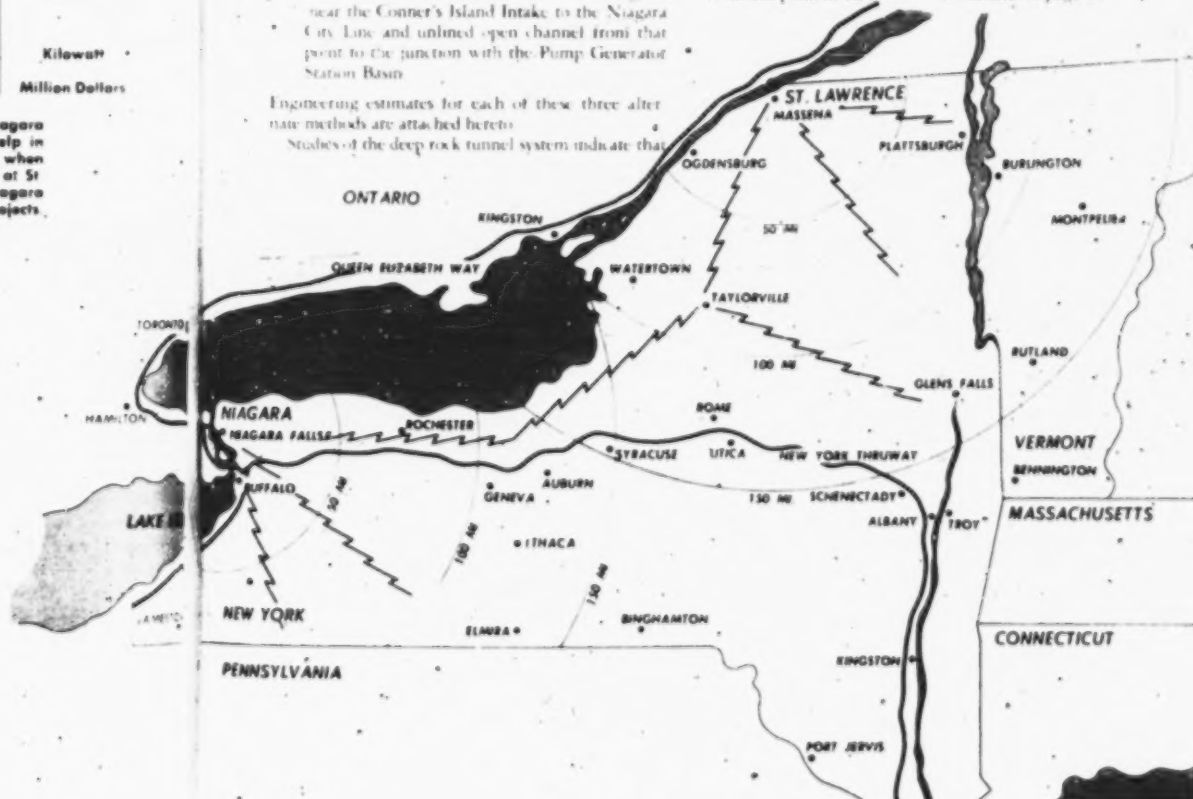 near the Conner's Island Intake to the Niagara
City Line and unlined open channel from that
point to the junction with the Pump Generator
Station Basin
Engineering estimates for each of these three alter
nate methods are attached hereto
Studies of the deep rock tunnel system indicate that
Kilowatt
Million Dollars
agara
elp in
when
at St
agara
ojects
ST. LAWRENCE
MASSENA
PLATTSBURGH
OGDENSBURG
BURLINGTON
ONTARIO
MONTPELIER
KINGSTON
50 MI
QUEEN ELIZABETH WAY
WATERTOWN
TAYLORVILLE
TORONTO
RUTLAND
100 MI
GLENS FALLS
HAMILTON
NIAGARA
ROME
NIAGARA FALLS
ROCHESTER
VERMONT
SYRACUSE
UTICA
NEW YORK THRUWAY
BENNINGTON
BUFFALO
50 MI
GENEVA
AUBURN
150 MI
SCHENECTADY
LAKE
ALBANY
TROY
MASSACHUSETTS
100 MI
ITHACA
150 MI
NEW YORK
ELMIRA
BINGHAMTON
CONNECTICUT
KINGSTON
PENNSYLVANIA
PORT JERVIS